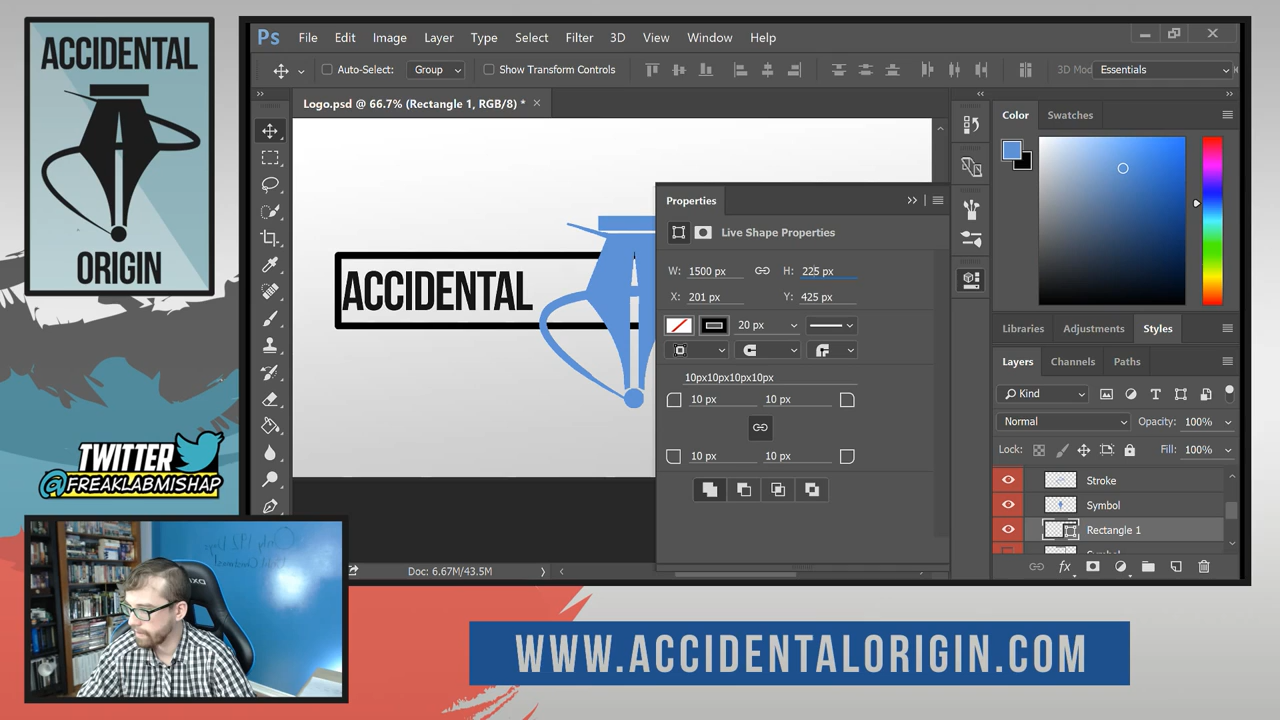 ACCIDENTAL
ORIGIN
TWITTER
@FREAKLABMISHAP
Ps File Edit Image Layer Type Select Filter 3D View Window Help
Auto-Select: Group Show Transform Controls 3D Mod Essentials
Logo.psd @ 66.7% (Rectangle 1, RGB/8) *
ACCIDENTAL
Properties
Live Shape Properties
W: 1500 px H: 225 px
X: 201 px Y: 425 px
20 px
10px10px10px10px
10 px 10 px
10 px 10 px
Doc: 6.67M/43.5M
Color Swatches
Libraries Adjustments Styles
Layers Channels Paths
Kind
Normal Opacity: 100%
Lock: Fill: 100%
Stroke
Symbol
Rectangle 1
Symbol
fx
WWW.ACCIDENTALORIGIN.COM